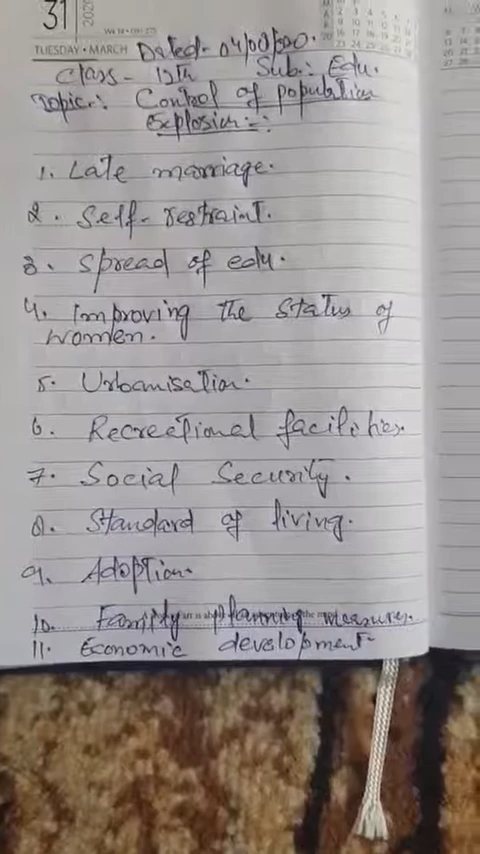 31 2020
TUESDAY • MARCH Dated- 04/08/020.
Class- 12th Sub: Edu.
Topic: Control of population
Explosion:-:
1. Late marriage.
2. Self-restraint.
3. Spread of edu.
4. Improving the status of
women.
5. Urbanisation.
6. Recreational facilities.
7. Social Security.
8. Standard of living.
9. Adoption.
10. Family planning measures.
11. Economic development-